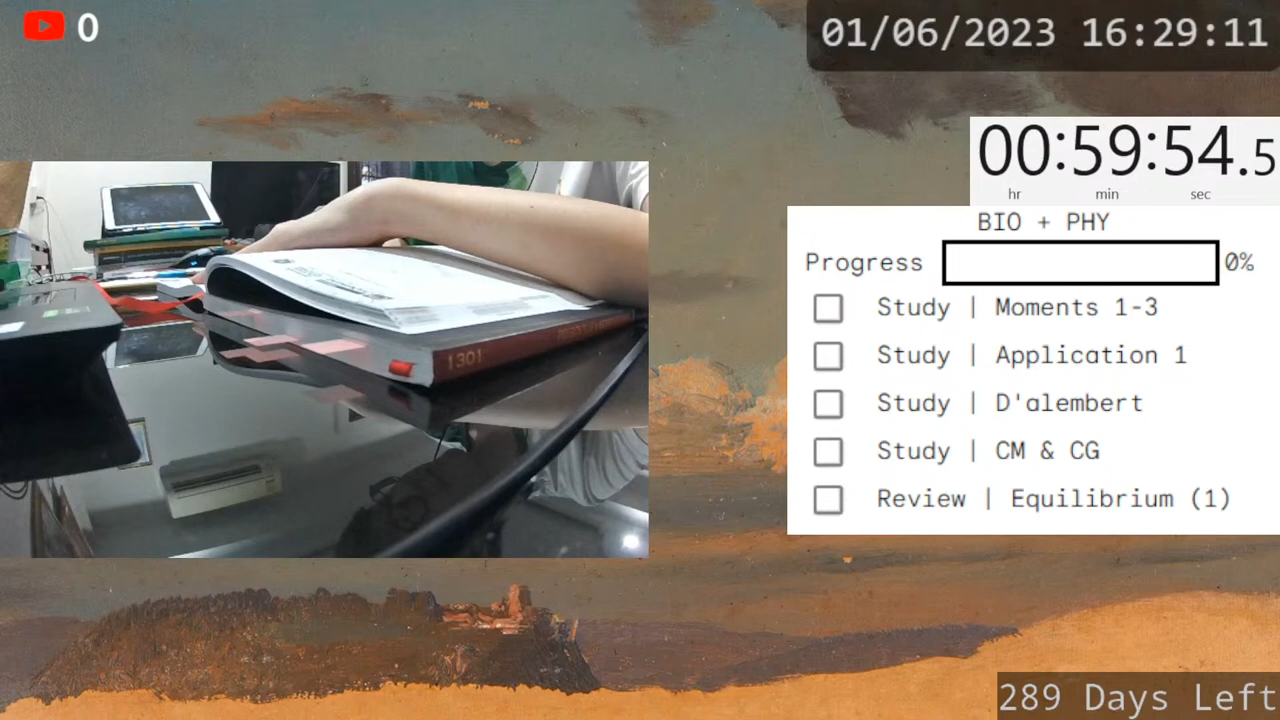 0
01/06/2023 16:29:11
00:59:54.5
hr min sec
BIO + PHY
Progress 0%
Study | Moments 1-3
Study | Application 1
Study | D'alembert
Study | CM & CG
Review | Equilibrium (1)
1301
289 Days Left